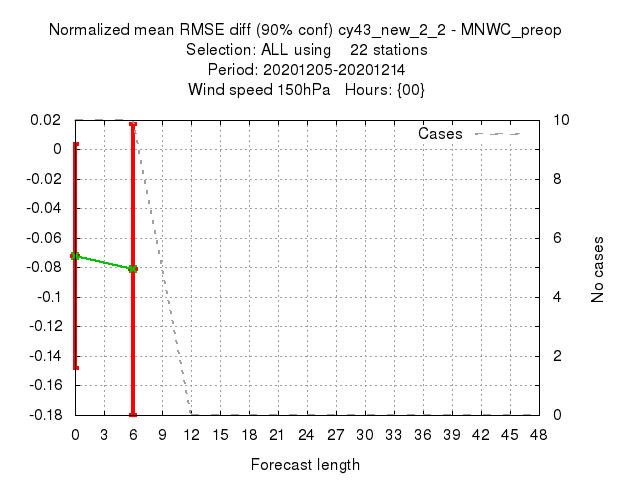 Normalized mean RMSE diff (90% conf) cy43_new_2_2 - MNWC_preop
Selection: ALL using    22 stations
Period: 20201205-20201214
Wind speed 150hPa   Hours: {00}
0.02
0
-0.02
-0.04
-0.06
-0.08
-0.1
-0.12
-0.14
-0.16
-0.18
Cases
10
8
6
4
2
0
No cases
0 3 6 9 12 15 18 21 24 27 30 33 36 39 42 45 48
Forecast length